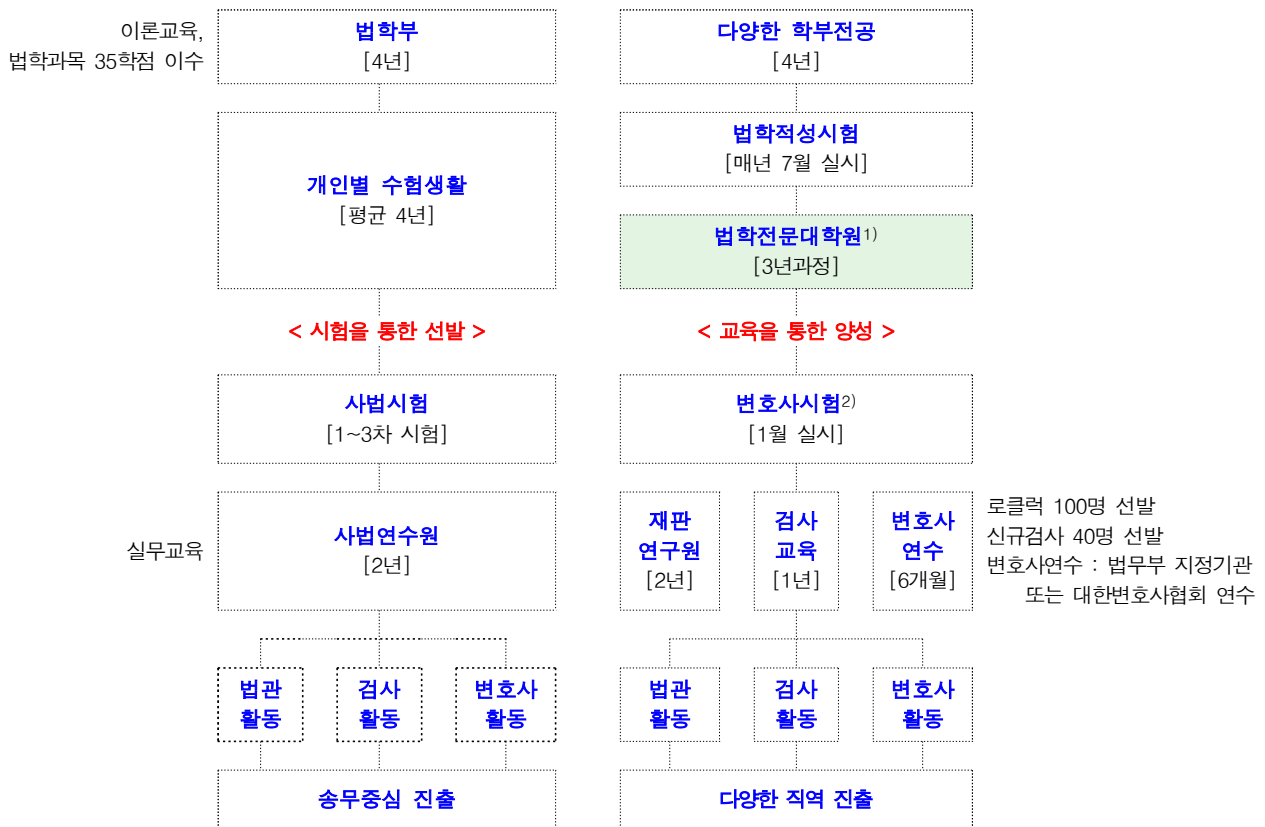 이론교육,
법학과목 35학점 이수
법학부
[4년]
다양한 학부전공
[4년]
개인별 수험생활
[평균 4년]
법학적성시험
[매년 7월 실시]
법학전문대학원1)
[3년과정]
< 시험을 통한 선발 >
< 교육을 통한 양성 >
사법시험
[1~3차 시험]
변호사시험2)
[1월 실시]
실무교육
사법연수원
[2년]
재판
연구원
[2년]
검사
교육
[1년]
변호사
연수
[6개월]
로클럭 100명 선발
신규검사 40명 선발
변호사연수 : 법무부 지정기관
또는 대한변호사협회 연수
법관
활동
검사
활동
변호사
활동
법관
활동
검사
활동
변호사
활동
송무중심 진출
다양한 직역 진출